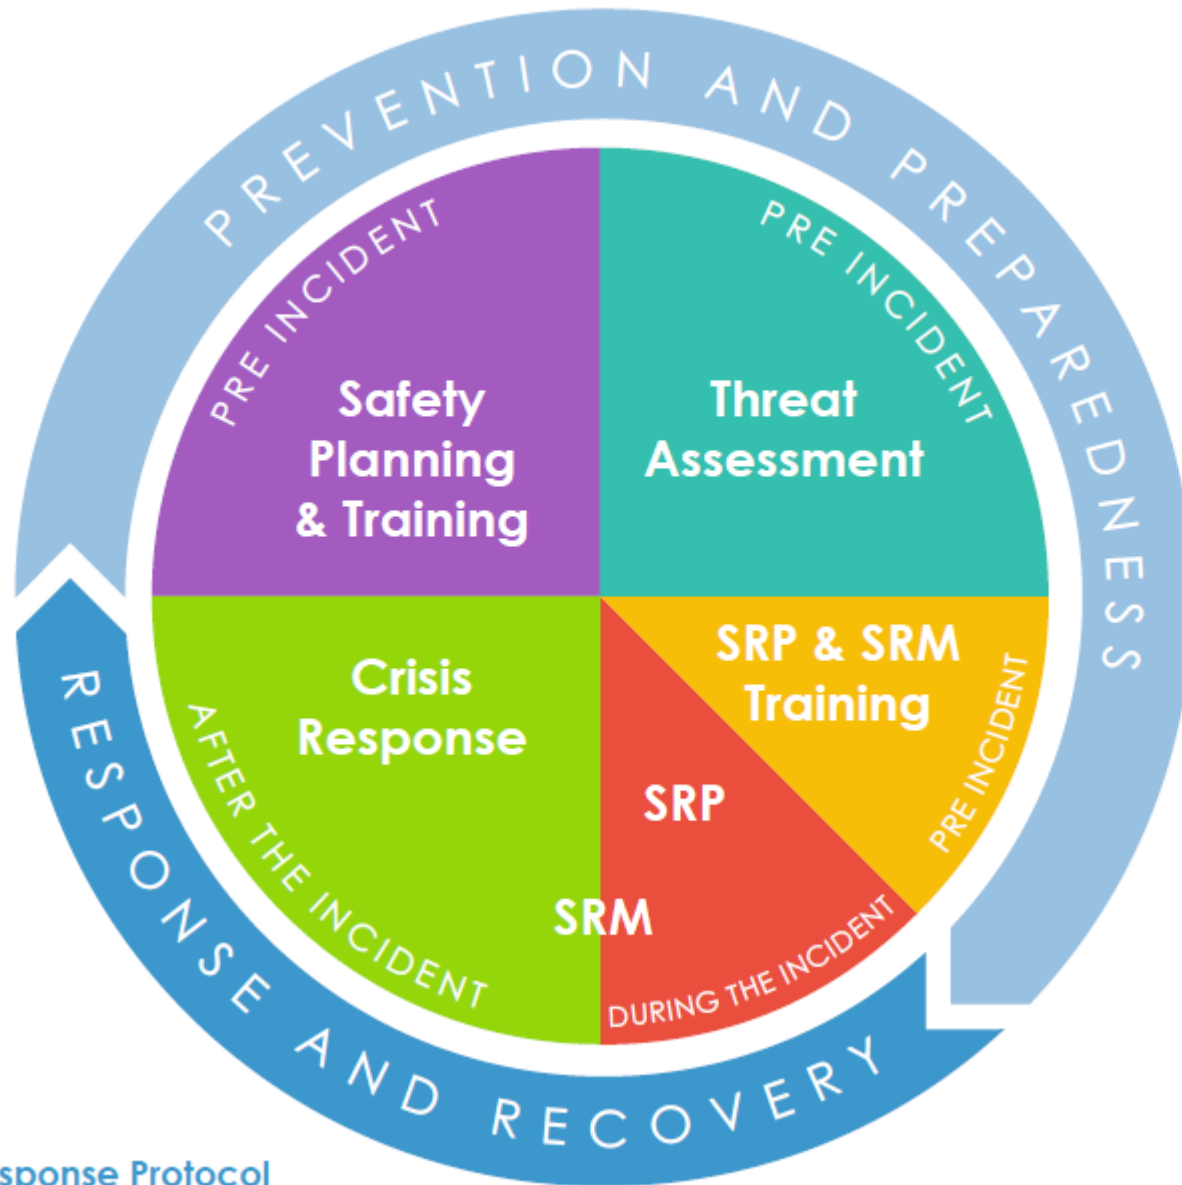 PREVENTION AND PREPAREDNESS
PRE INCIDENT
Safety
Planning
& Training
PRE INCIDENT
Threat
Assessment
SRP & SRM
Training
PRE INCIDENT
SRP
SRM
DURING THE INCIDENT
Crisis
Response
AFTER THE INCIDENT
RESPONSE AND RECOVERY
sponse Protocol